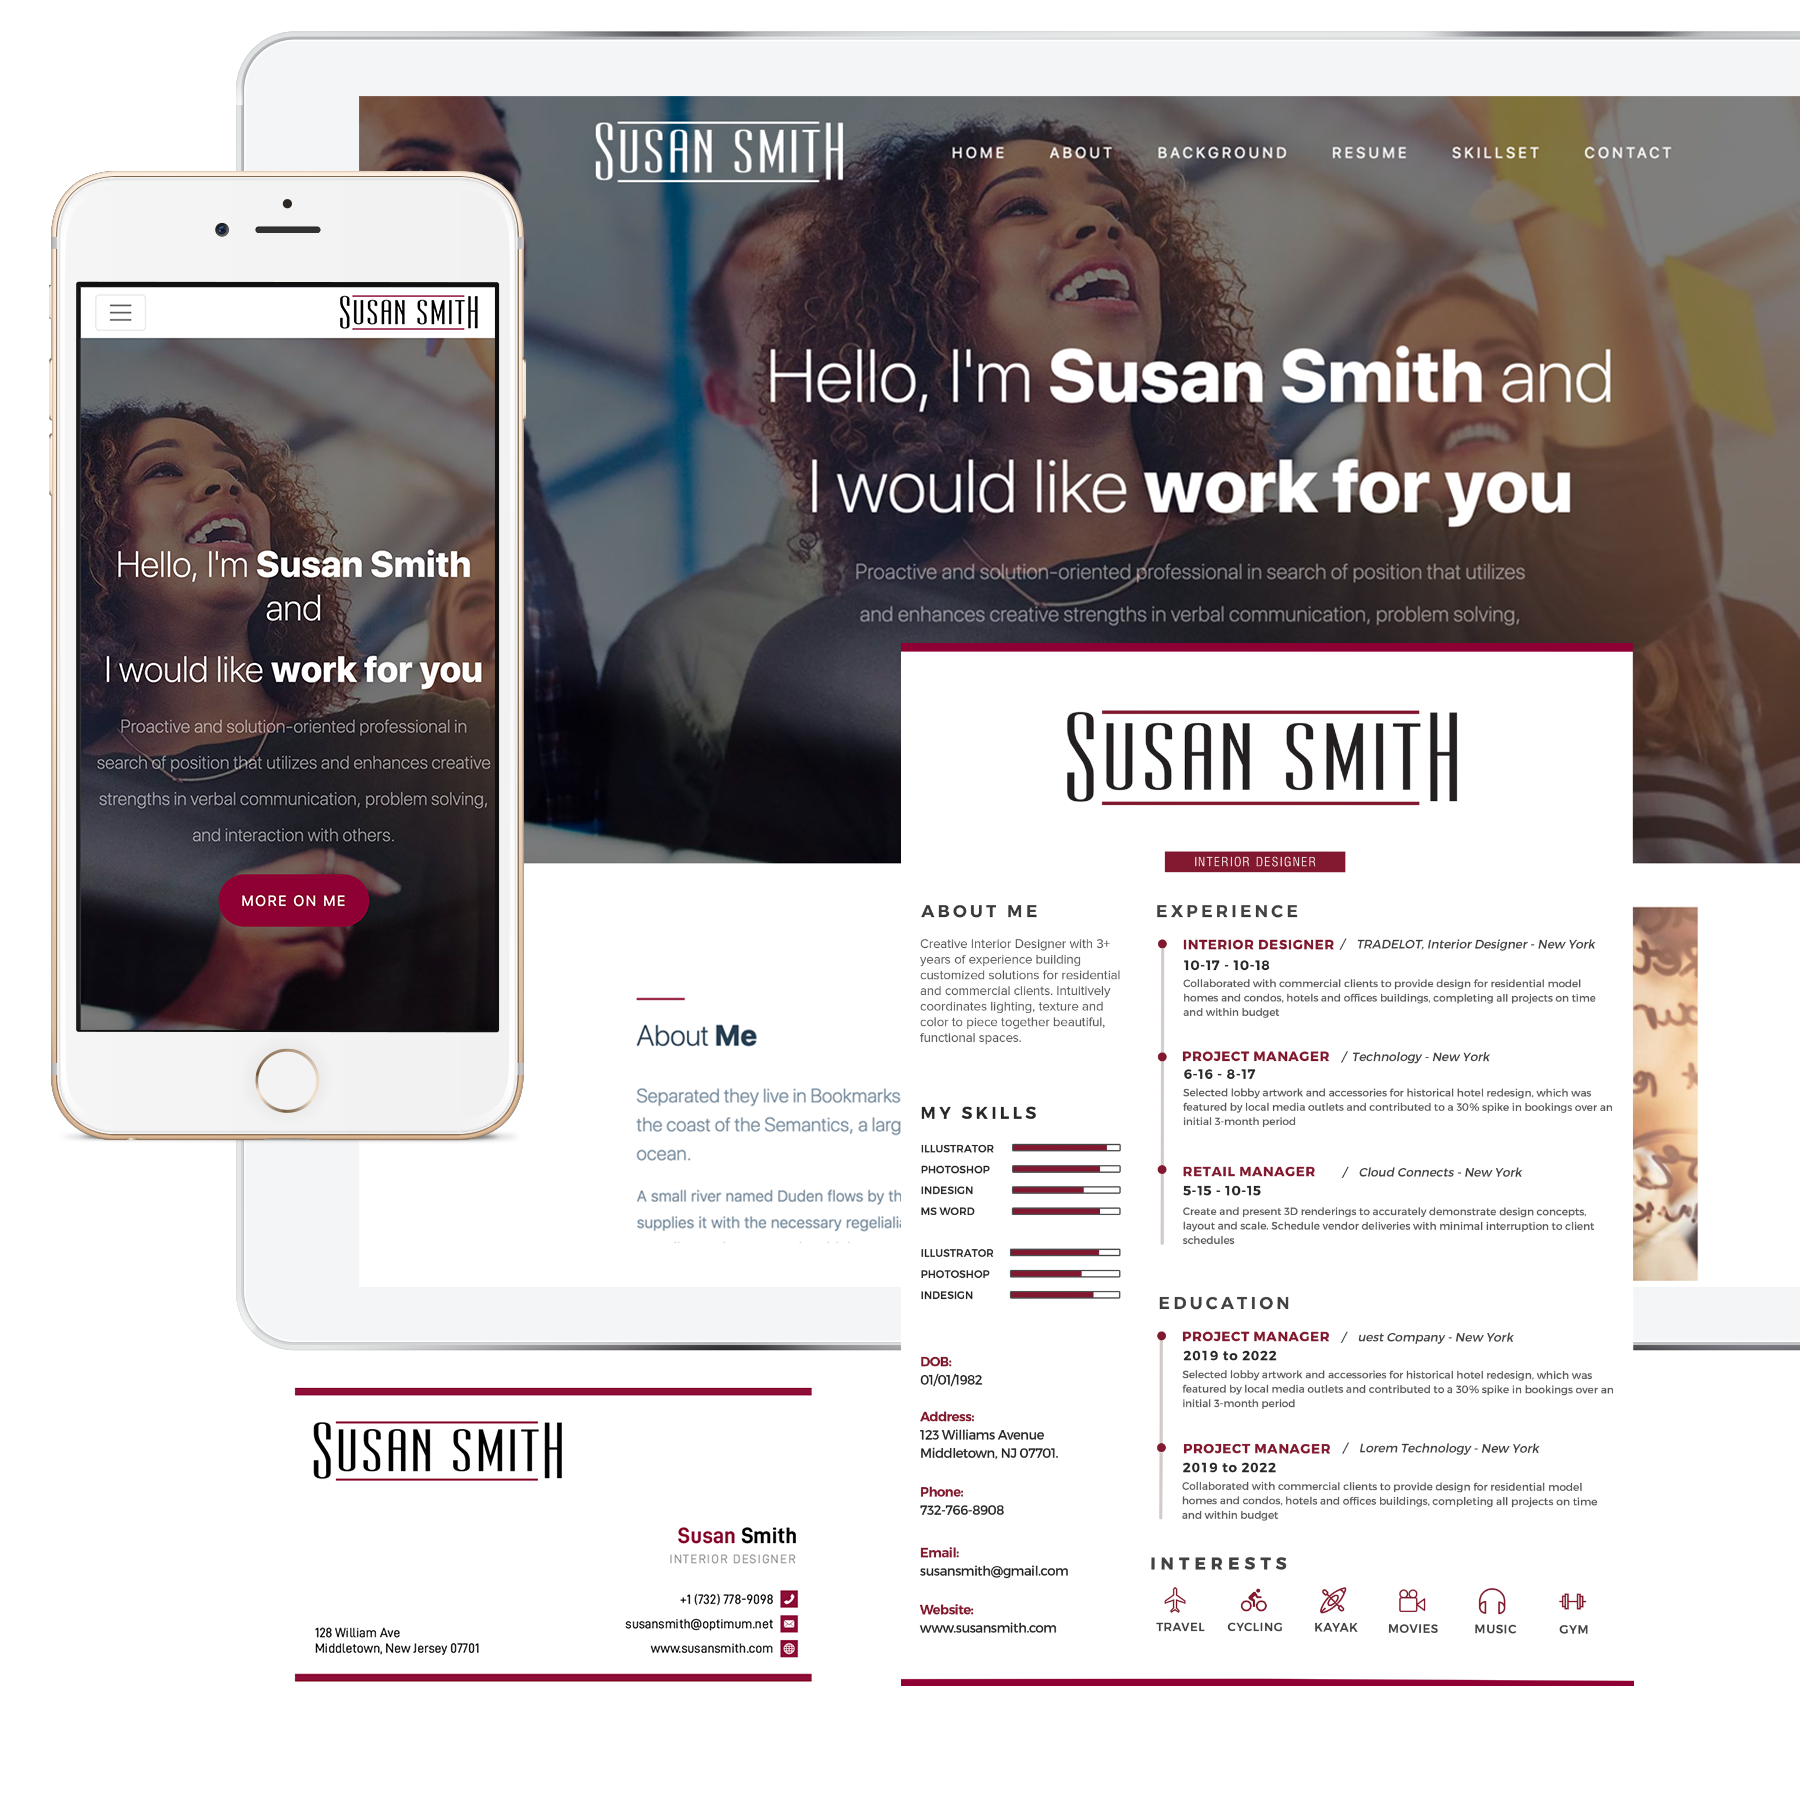 SUSAN SMITH
HOME ABOUT BACKGROUND RESUME SKILLSET CONTACT
Hello, I'm Susan Smith and
I would like work for you
Proactive and solution-oriented professional in search of position that utilizes
and enhances creative strengths in verbal communication, problem solving,
SUSAN SMITH
Hello, I'm Susan Smith
and
I would like work for you
Proactive and solution-oriented professional in
search of position that utilizes and enhances creative
strengths in verbal communication, problem solving,
and interaction with others.
MORE ON ME
About Me
Separated they live in Bookmarks
the coast of the Semantics, a larg
ocean.
A small river named Duden flows by th
supplies it with the necessary regeliali
SUSAN SMITH
INTERIOR DESIGNER
ABOUT ME
Creative Interior Designer with 3+
years of experience building
customized solutions for residential
and commercial clients. Intuitively
coordinates lighting, texture and
color to piece together beautiful,
functional spaces.
MY SKILLS
ILLUSTRATOR
PHOTOSHOP
INDESIGN
MS WORD
ILLUSTRATOR
PHOTOSHOP
INDESIGN
DOB:
01/01/1982
Address:
123 Williams Avenue
Middletown, NJ 07701.
Phone:
732-766-8908
Email:
susansmith@gmail.com
Website:
www.susansmith.com
EXPERIENCE
INTERIOR DESIGNER / TRADELOT, Interior Designer - New York
10-17 - 10-18
Collaborated with commercial clients to provide design for residential model
homes and condos, hotels and offices buildings, completing all projects on time
and within budget
PROJECT MANAGER / Technology - New York
6-16 - 8-17
Selected lobby artwork and accessories for historical hotel redesign, which was
featured by local media outlets and contributed to a 30% spike in bookings over an
initial 3-month period
RETAIL MANAGER / Cloud Connects - New York
5-15 - 10-15
Create and present 3D renderings to accurately demonstrate design concepts,
layout and scale. Schedule vendor deliveries with minimal interruption to client
schedules
EDUCATION
PROJECT MANAGER / uest Company - New York
2019 to 2022
Selected lobby artwork and accessories for historical hotel redesign, which was
featured by local media outlets and contributed to a 30% spike in bookings over an
initial 3-month period
PROJECT MANAGER / Lorem Technology - New York
2019 to 2022
Collaborated with commercial clients to provide design for residential model
homes and condos, hotels and offices buildings, completing all projects on time
and within budget
INTERESTS
TRAVEL CYCLING KAYAK MOVIES MUSIC GYM
SUSAN SMITH
Susan Smith
INTERIOR DESIGNER
+1 (732) 778-9098
susansmith@optimum.net
www.susansmith.com
128 William Ave
Middletown, New Jersey 07701